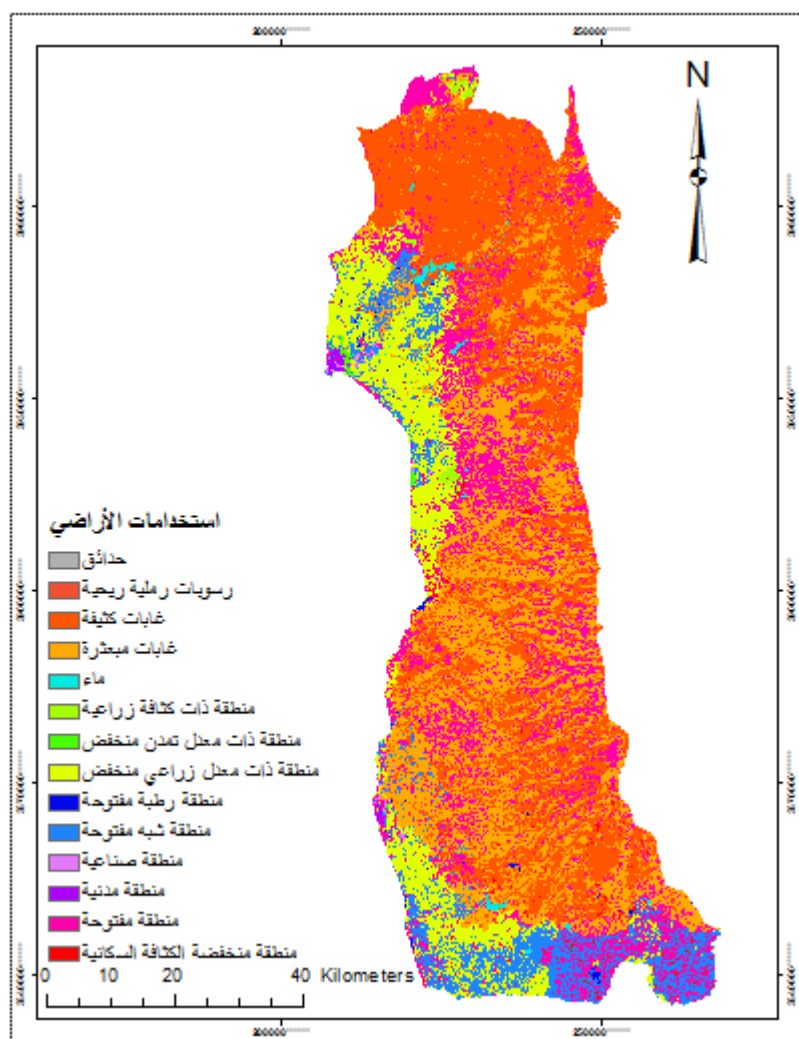 N
استخدامات الأراضي
حدائق
رسوبات رملية ريحية
غابات كثيفة
غابات مبعثرة
ماء
منطقة ذات كثافة زراعية
منطقة ذات معدل تمدن منخفض
منطقة ذات معدل زراعي منخفض
منطقة رطبة مفتوحة
منطقة شبه مفتوحة
منطقة صناعية
منطقة مدنية
منطقة مفتوحة
منطقة منخفضة الكثافة السكانية
0 10 20 40 Kilometers